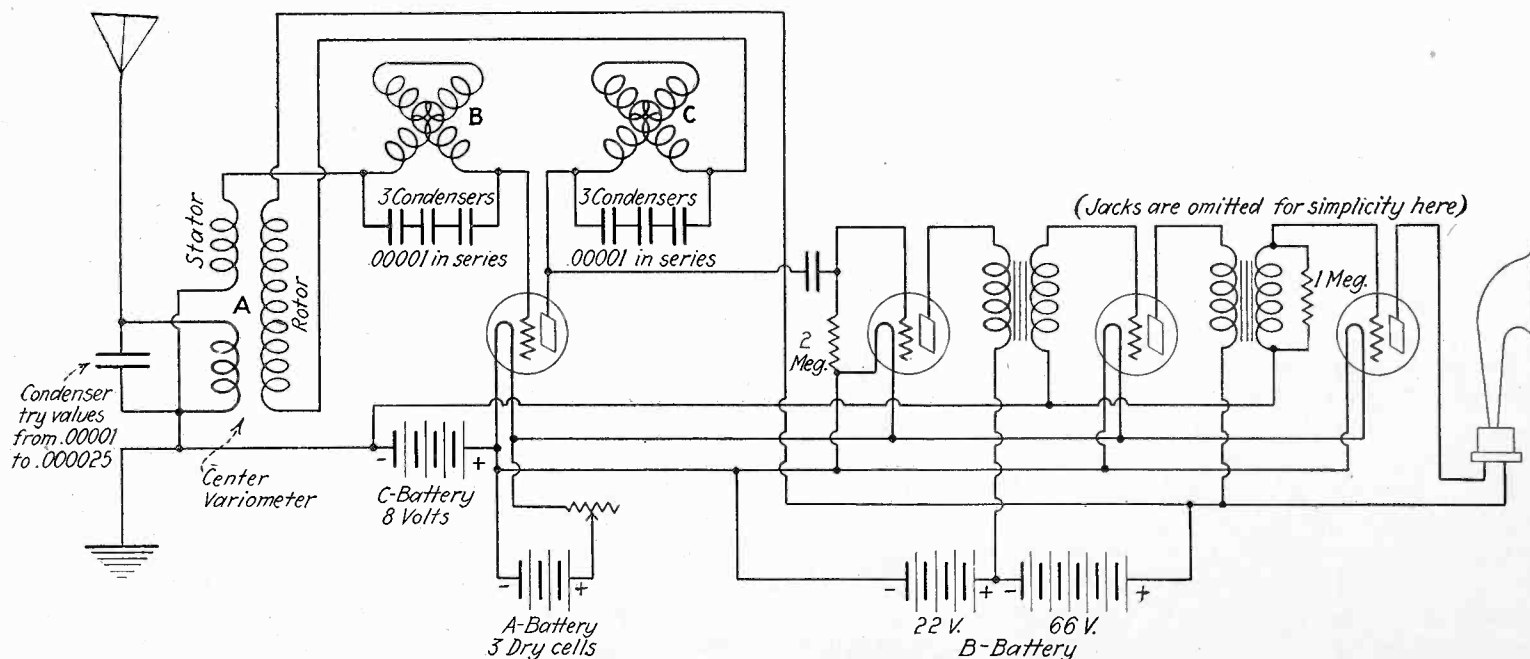 B
C
3 Condensers
.00001 in series
3 Condensers
.00001 in series
(Jacks are omitted for simplicity here)
Stator
A
Rotor
1 Meg.
2
Meg.
Condenser
try values
from .00001
to .000025
Center
Variometer
- +
C-Battery
8 Volts
- +
A-Battery
3 Dry cells
- + - +
22 V. 66 V.
B-Battery